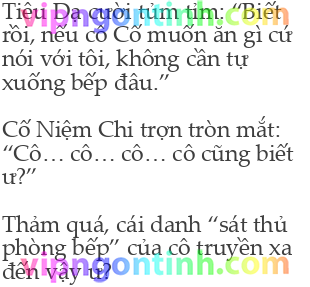 Tiệu Dạ cười tủm tỉm: “Biết
rồi, nếu cô Cố muốn ăn gì cứ
nói với tôi, không cần tự
xuống bếp đâu.”
Cố Niệm Chi trợn tròn mắt:
“Cô… cô… cô… cô cũng biết
ư?”
Thảm quá, cái danh “sát thủ
phòng bếp” của cô truyền xa
đến vậy ư?
vipngontinh.com
vipngontinh.com